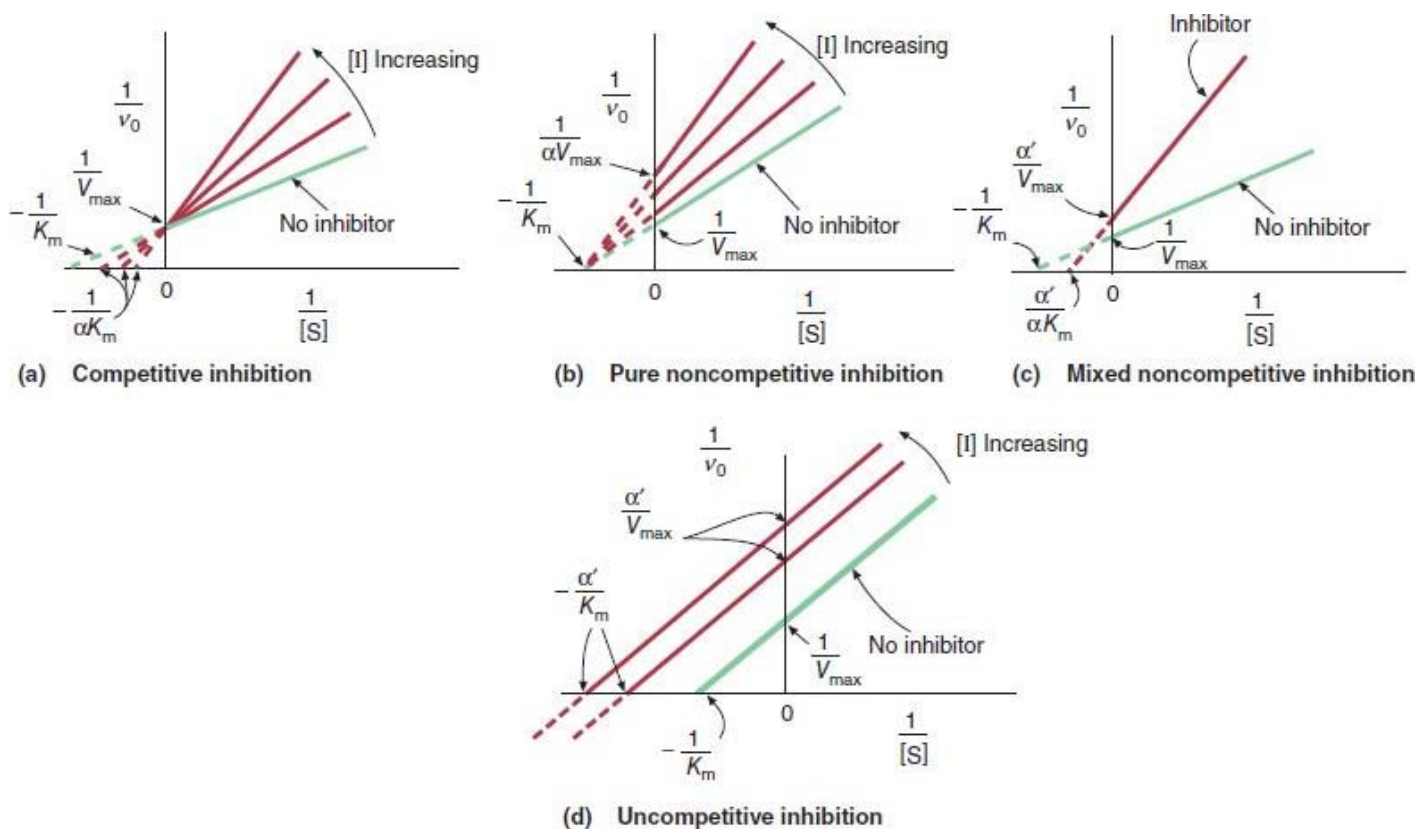 [I] Increasing
1
v0
1
Vmax
− 1
Km
No inhibitor
0
− 1
αKm
1
[S]
(a) Competitive inhibition
[I] Increasing
1
v0
1
αVmax
− 1
Km
No inhibitor
1
Vmax
0
1
[S]
(b) Pure noncompetitive inhibition
Inhibitor
1
v0
α′
Vmax
− 1
Km
No inhibitor
1
Vmax
0
α′
αKm
1
[S]
(c) Mixed noncompetitive inhibition
[I] Increasing
1
v0
α′
Vmax
− α′
Km
No inhibitor
1
Vmax
0
− 1
Km
1
[S]
(d) Uncompetitive inhibition